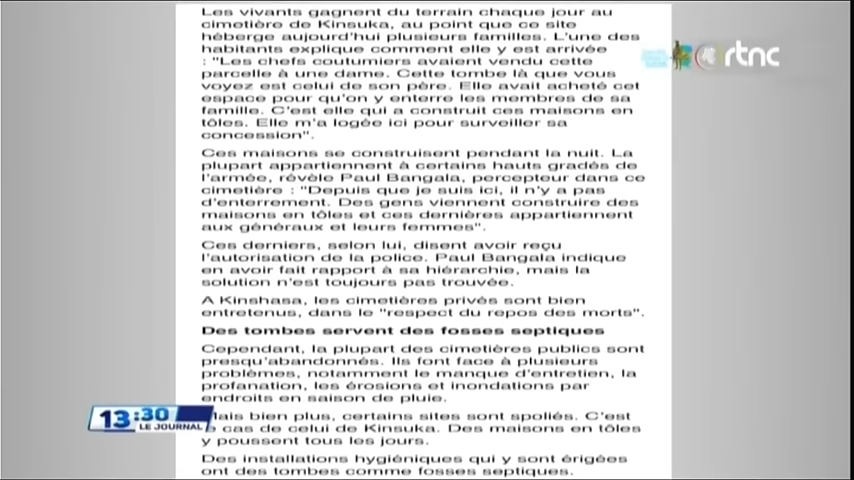 Les vivants gagnent du terrain chaque jour au
cimetière de Kinsuka, au point que ce site
héberge aujourd'hui plusieurs familles. L'une des
habitants explique comment elle y est arrivée
: "Les chefs coutumiers avaient vendu cette
parcelle à une dame. Cette tombe là que vous
voyez est celui de son père. Elle avait acheté cet
espace pour qu'on y enterre les membres de sa
famille. C'est elle qui a construit ces maisons en
tôles. Elle m'a logée ici pour surveiller sa
concession".
Ces maisons se construisent pendant la nuit. La
plupart appartiennent à certains hauts gradés de
l'armée, révèle Paul Bangala, percepteur dans ce
cimetière : "Depuis que je suis ici, il n'y a pas
d'enterrement. Des gens viennent construire des
maisons en tôles et ces dernières appartiennent
aux généraux et leurs femmes".
Ces derniers, selon lui, disent avoir reçu
l'autorisation de la police. Paul Bangala indique
en avoir fait rapport à sa hiérarchie, mais la
solution n'est toujours pas trouvée.
A Kinshasa, les cimetières privés sont bien
entretenus, dans le "respect du repos des morts".
Des tombes servent des fosses septiques
Cependant, la plupart des cimetières publics sont
presqu'abandonnés. Ils font face à plusieurs
problèmes, notamment le manque d'entretien, la
profanation, les érosions et inondations par
endroits en saison de pluie.
Mais bien plus, certains sites sont spoliés. C'est
le cas de celui de Kinsuka. Des maisons en tôles
y poussent tous les jours.
Des installations hygiéniques qui y sont érigées
ont des tombes comme fosses septiques.
rtnc
13:30
LE JOURNAL